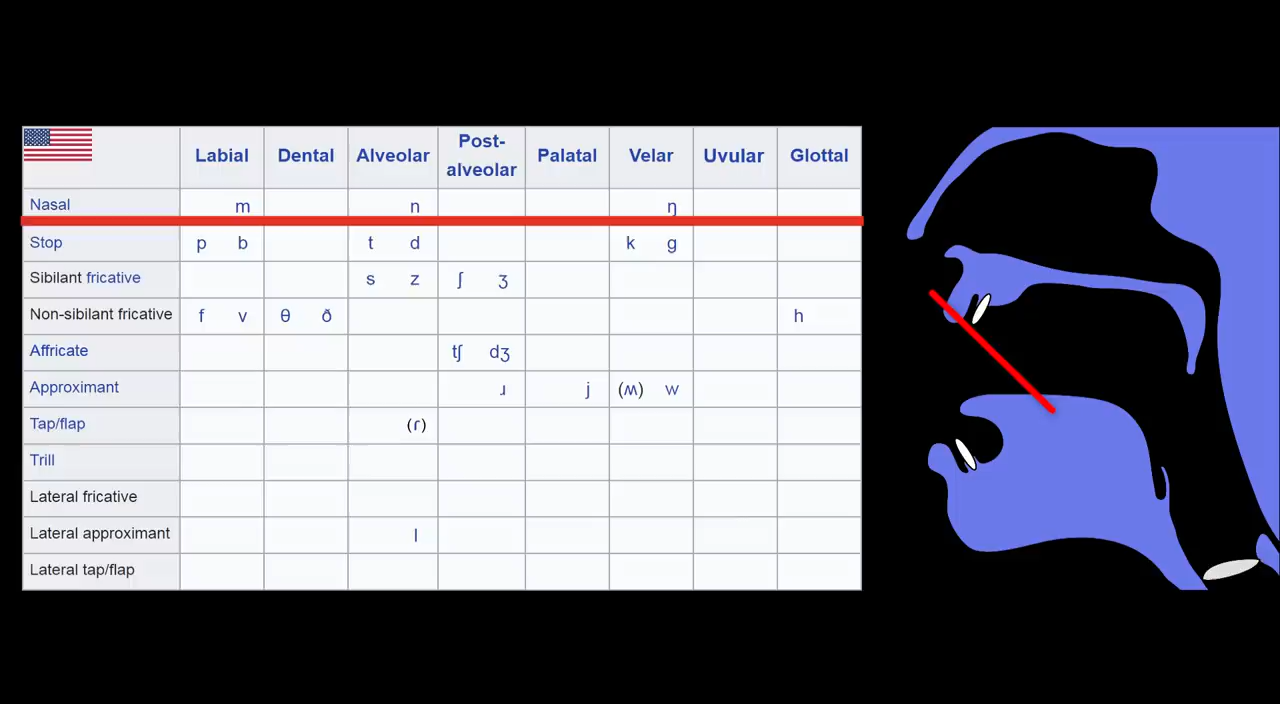 Labial Dental Alveolar Post-alveolar Palatal Velar Uvular Glottal
Nasal m n ŋ
Stop p b t d k g
Sibilant fricative s z ʃ ʒ
Non-sibilant fricative f v θ ð h
Affricate tʃ dʒ
Approximant ɹ j (ʍ) w
Tap/flap (ɾ)
Trill
Lateral fricative
Lateral approximant l
Lateral tap/flap